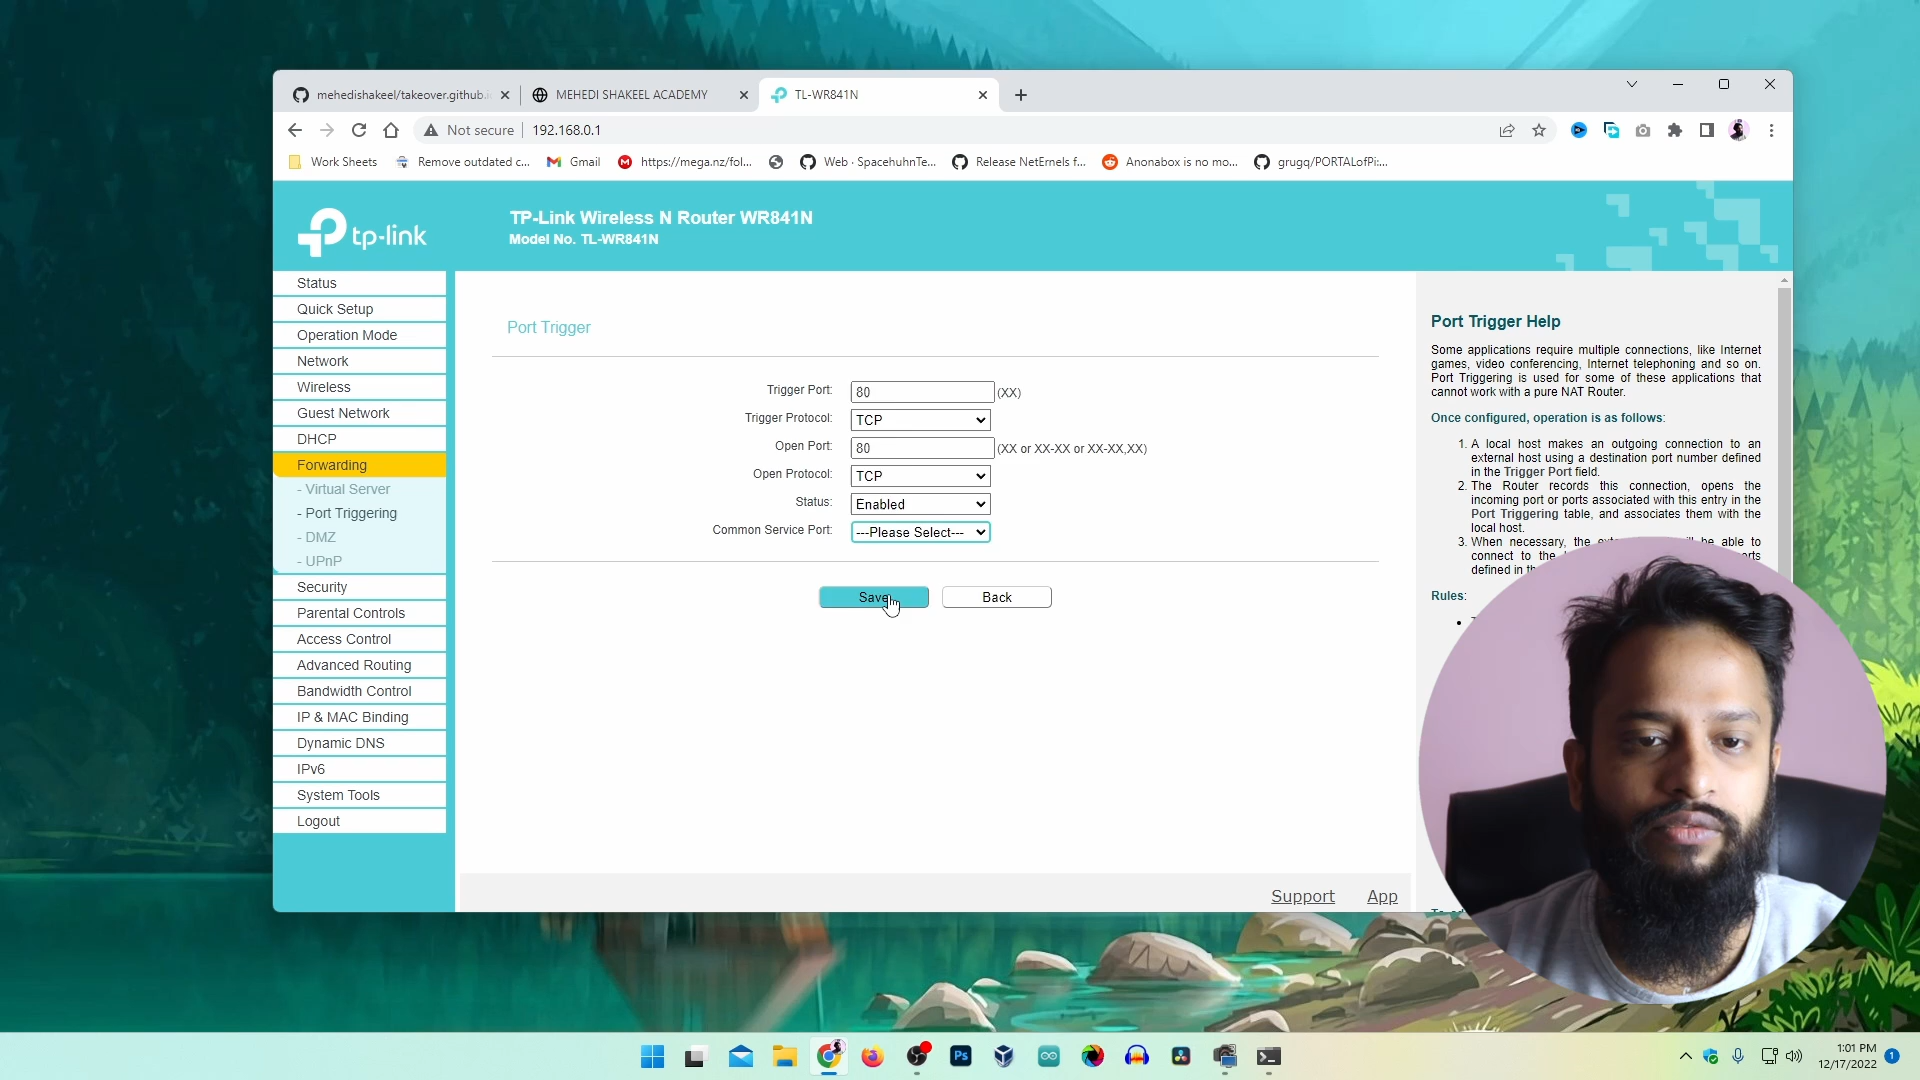 mehedishakeel/takeover.github.i
MEHEDI SHAKEEL ACADEMY
TL-WR841N
Not secure
192.168.0.1
Work Sheets
Remove outdated c...
Gmail
https://mega.nz/fol...
Web · SpacehuhnTe...
Release NetErnels f...
Anonabox is no mo...
grugq/PORTALofPi:...
tp-link
TP-Link Wireless N Router WR841N
Model No. TL-WR841N
Status
Quick Setup
Operation Mode
Network
Wireless
Guest Network
DHCP
Forwarding
- Virtual Server
- Port Triggering
- DMZ
- UPnP
Security
Parental Controls
Access Control
Advanced Routing
Bandwidth Control
IP & MAC Binding
Dynamic DNS
IPv6
System Tools
Logout
Port Trigger
Trigger Port: 80 (XX)
Trigger Protocol: TCP
Open Port: 80 (XX or XX-XX or XX-XX,XX)
Open Protocol: TCP
Status: Enabled
Common Service Port: ---Please Select---
Save
Back
Support
App
Port Trigger Help
Some applications require multiple connections, like Internet
games, video conferencing, Internet telephoning and so on.
Port Triggering is used for some of these applications that
cannot work with a pure NAT Router.
Once configured, operation is as follows:
1. A local host makes an outgoing connection to an
external host using a destination port number defined
in the Trigger Port field.
2. The Router records this connection, opens the
incoming port or ports associated with this entry in the
Port Triggering table, and associates them with the
local host.
3. When necessary, the be able to
connect to the
defined in
Rules:
Ps
1:01 PM
12/17/2022
1